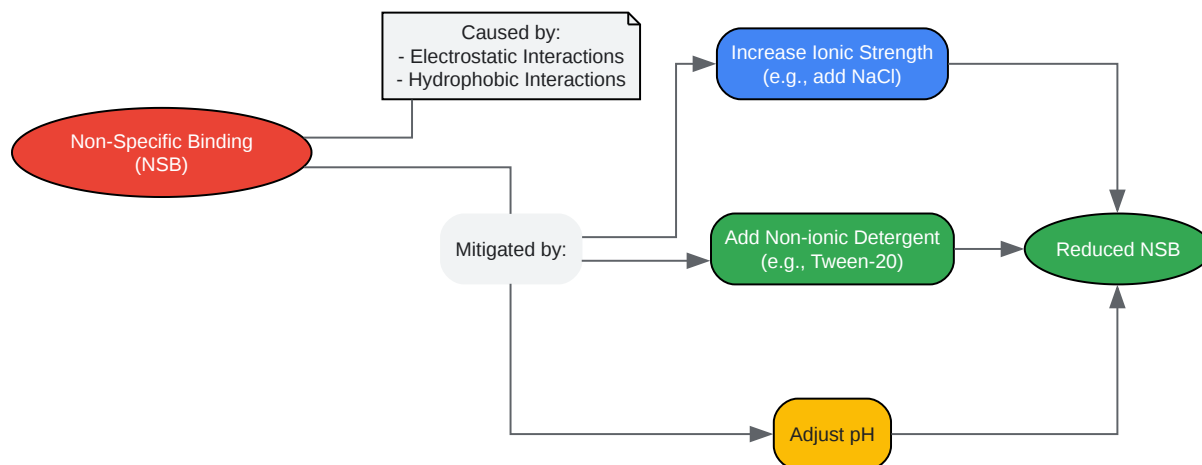 Caused by:
- Electrostatic Interactions
- Hydrophobic Interactions
Non-Specific Binding
(NSB)
Mitigated by:
Increase Ionic Strength
(e.g., add NaCl)
Add Non-ionic Detergent
(e.g., Tween-20)
Adjust pH
Reduced NSB